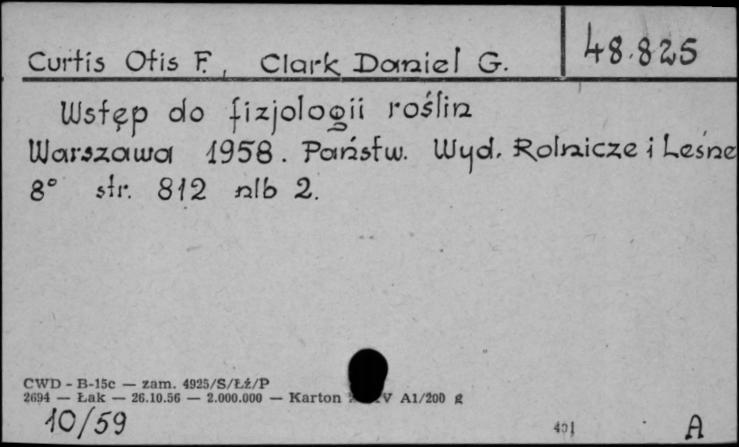 Curtis Otis F., Clark Daniel G.
48.825
Wstęp do fizjologii roślin
Warszawa 1958. Państw. Wyd. Rolnicze i Leśne
8° str. 812 nlb 2.
CWD - B-15c — zam. 4925/S/Łź/P
2694 — Łak — 26.10.56 — 2.000.000 — Karton V A1/200 g
10/59
401
A